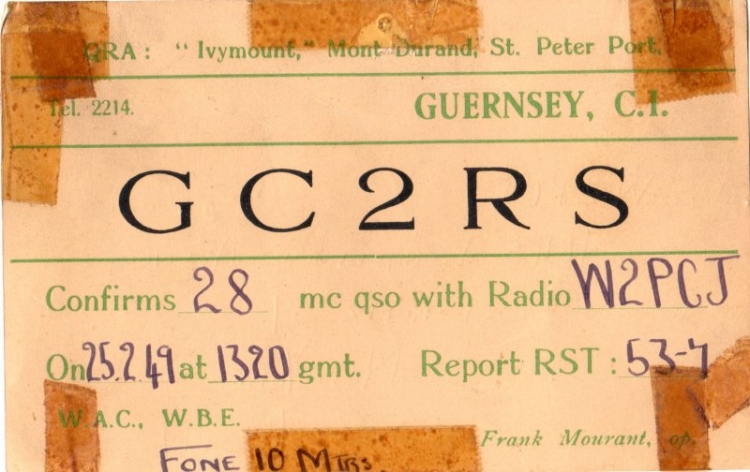 QRA : "Ivymount," Mont Durand, St. Peter Port,
Tel. 2214.
GUERNSEY, C.I.
GC2RS
Confirms 28 mc qso with Radio W2PCJ
On 25.2.49 at 1320 gmt. Report RST : 53-7
W.A.C., W.B.E.
Frank Mourant, op.
FONE 10 MTRS.